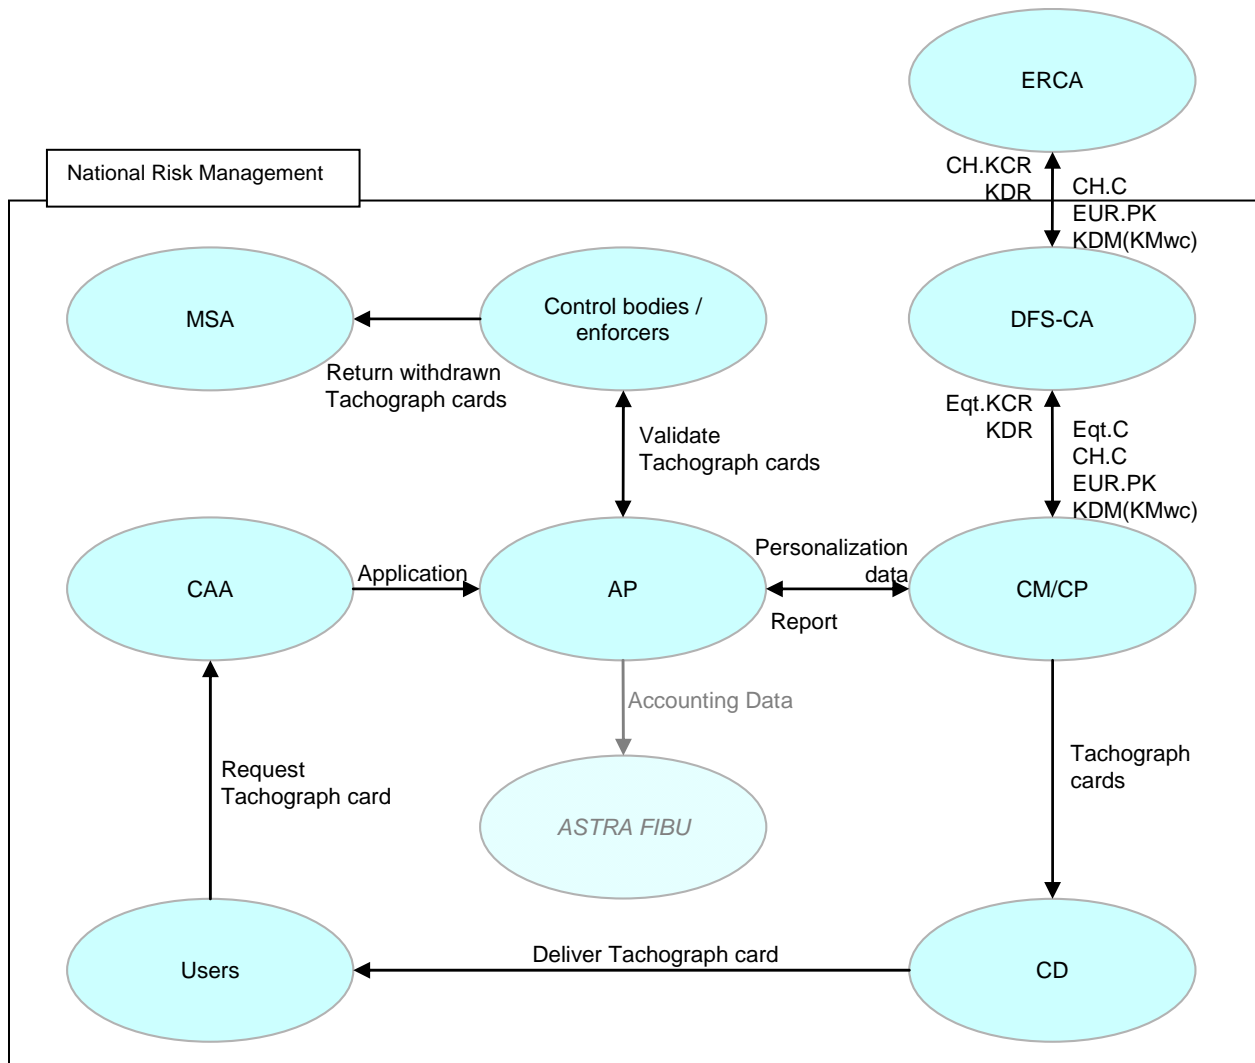 ERCA
National Risk Management
CH.KCR
KDR
CH.C
EUR.PK
KDM(KMwc)
MSA
Control bodies /
enforcers
DFS-CA
Return withdrawn
Tachograph cards
Eqt.KCR
KDR
Validate
Tachograph cards
Eqt.C
CH.C
EUR.PK
KDM(KMwc)
CAA
Application
AP
Personalization
data
Report
CM/CP
Accounting Data
Request
Tachograph card
Tachograph
cards
ASTRA FIBU
Users
Deliver Tachograph card
CD